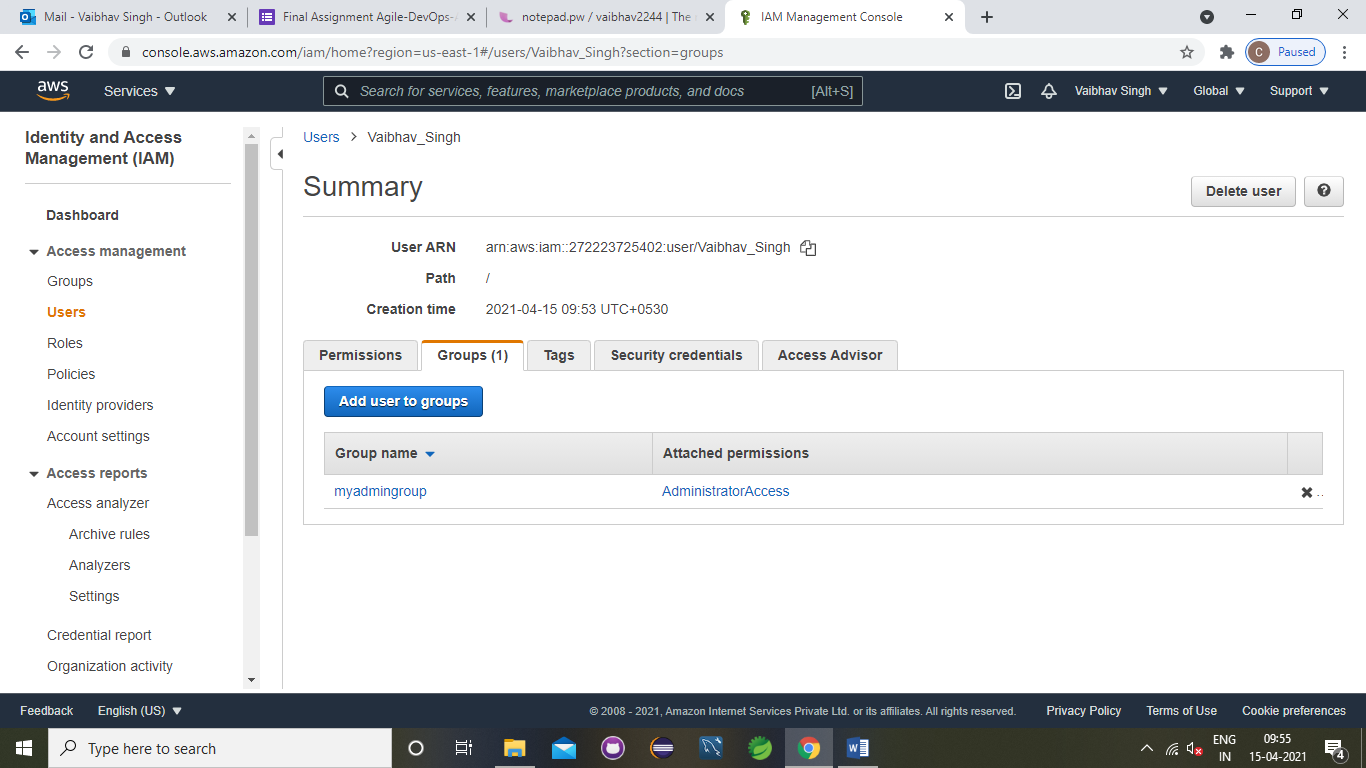 Mail - Vaibhav Singh - Outlook
Final Assignment Agile-DevOps-
notepad.pw / vaibhav2244 | The
IAM Management Console
console.aws.amazon.com/iam/home?region=us-east-1#/users/Vaibhav_Singh?section=groups
C Paused
aws Services Search for services, features, marketplace products, and docs [Alt+S] Vaibhav Singh Global Support
Identity and Access
Management (IAM)
Dashboard
Access management
Groups
Users
Roles
Policies
Identity providers
Account settings
Access reports
Access analyzer
Archive rules
Analyzers
Settings
Credential report
Organization activity
Users > Vaibhav_Singh
Summary
Delete user
?
User ARN arn:aws:iam::272223725402:user/Vaibhav_Singh
Path /
Creation time 2021-04-15 09:53 UTC+0530
Permissions Groups (1) Tags Security credentials Access Advisor
Add user to groups
Group name Attached permissions
myadmingroup AdministratorAccess
Feedback English (US) © 2008 - 2021, Amazon Internet Services Private Ltd. or its affiliates. All rights reserved. Privacy Policy Terms of Use Cookie preferences
Type here to search
ENG
IN
09:55
15-04-2021
4